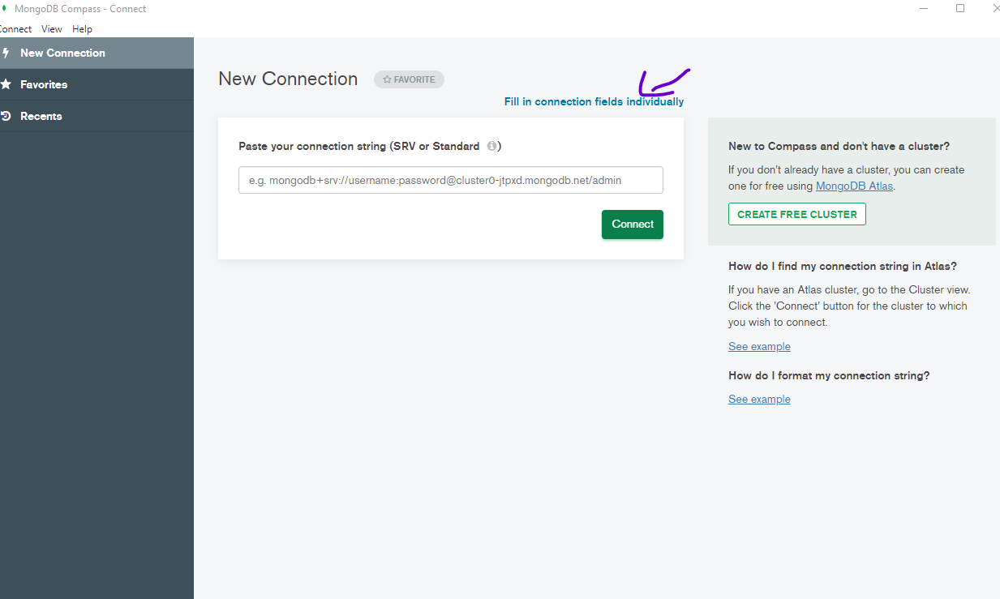 MongoDB Compass - Connect
Connect View Help
New Connection
Favorites
Recents
New Connection
FAVORITE
Fill in connection fields individually
Paste your connection string (SRV or Standard )
e.g. mongodb+srv://username:password@cluster0-jtpxd.mongodb.net/admin
Connect
New to Compass and don't have a cluster?
If you don't already have a cluster, you can create
one for free using MongoDB Atlas.
CREATE FREE CLUSTER
How do I find my connection string in Atlas?
If you have an Atlas cluster, go to the Cluster view.
Click the 'Connect' button for the cluster to which
you wish to connect.
See example
How do I format my connection string?
See example